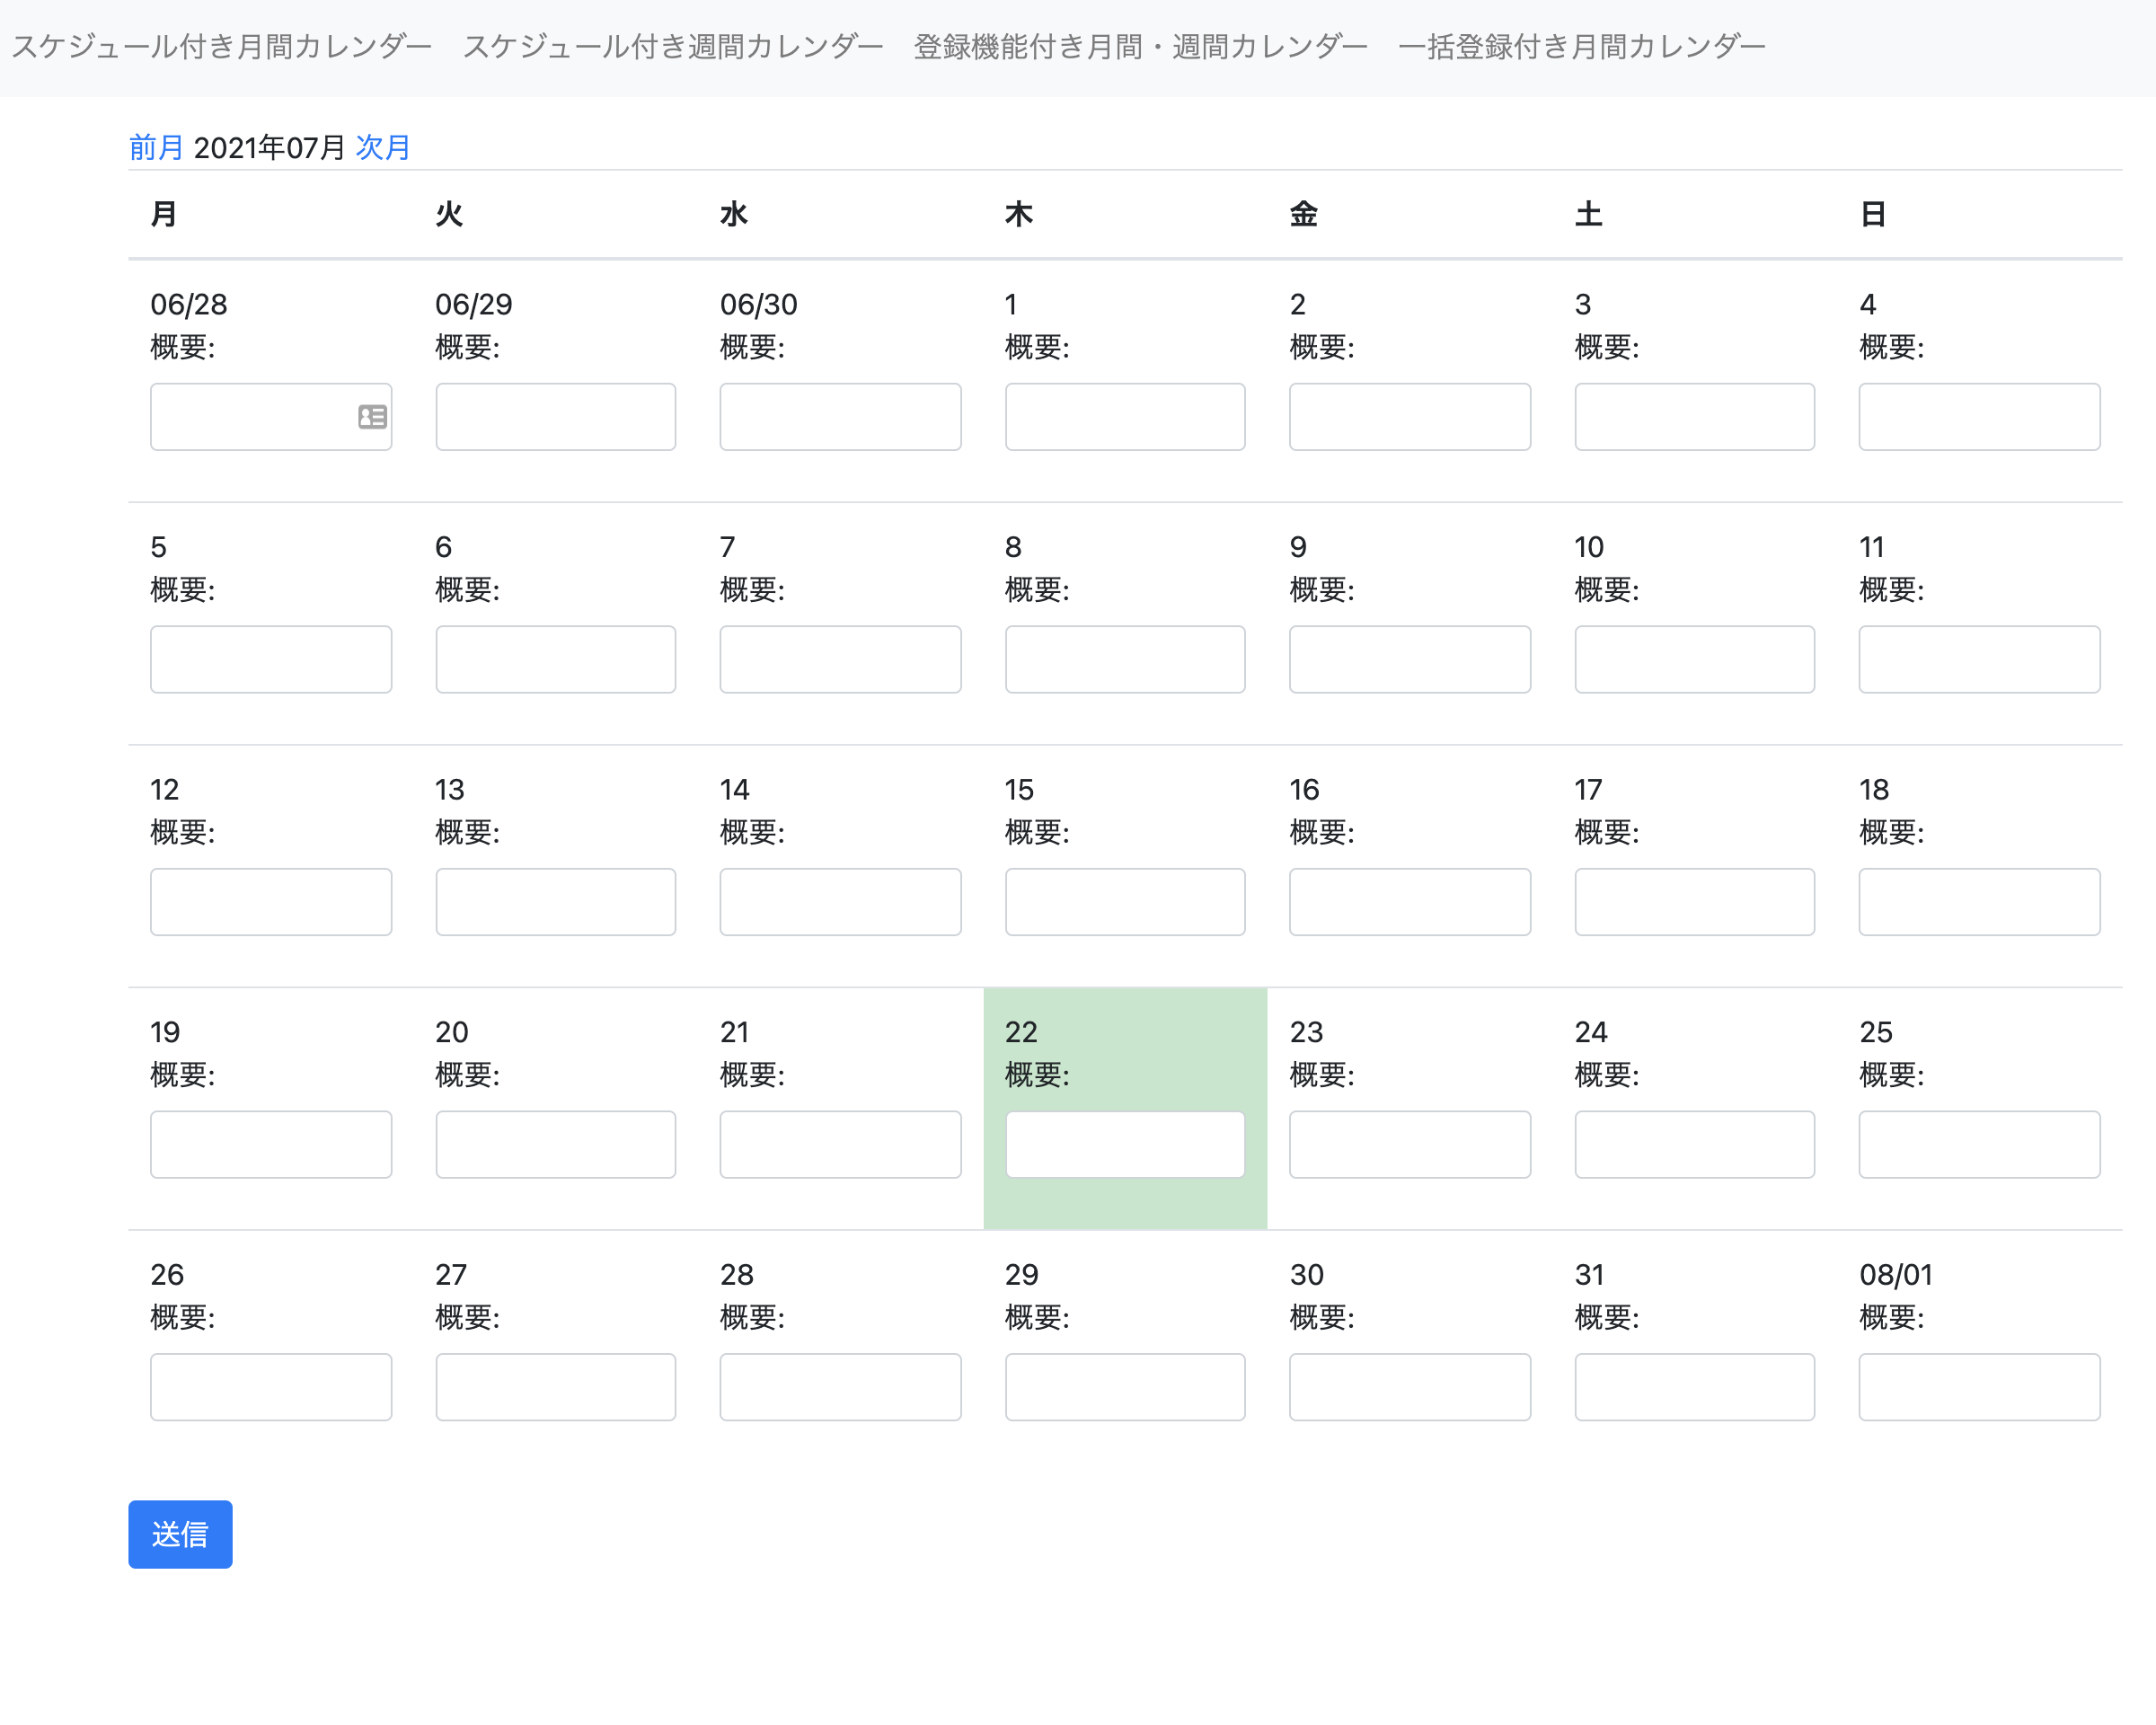 スケジュール付き月間カレンダー スケジュール付き週間カレンダー 登録機能付き月間・週間カレンダー 一括登録付き月間カレンダー
前月 2021年07月 次月
月 火 水 木 金 土 日
06/28 06/29 06/30 1 2 3 4
概要: 概要: 概要: 概要: 概要: 概要: 概要:
5 6 7 8 9 10 11
概要: 概要: 概要: 概要: 概要: 概要: 概要:
12 13 14 15 16 17 18
概要: 概要: 概要: 概要: 概要: 概要: 概要:
19 20 21 22 23 24 25
概要: 概要: 概要: 概要: 概要: 概要: 概要:
26 27 28 29 30 31 08/01
概要: 概要: 概要: 概要: 概要: 概要: 概要:
送信